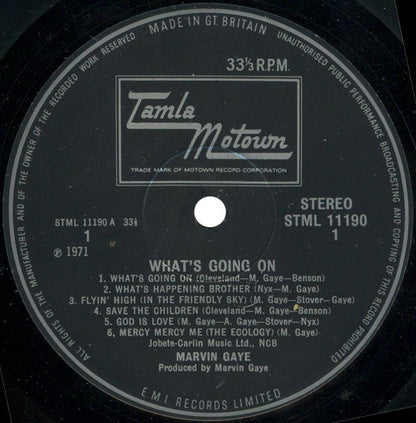 MADE IN GT. BRITAIN
UNAUTHORISED PUBLIC PERFORMANCE BROADCASTING AND COPYING OF THIS RECORD PROHIBITED
ALL RIGHTS OF THE MANUFACTURER AND OF THE OWNER OF THE RECORDED WORK RESERVED
33⅓ R.P.M.
Tamla
Motown
TRADE MARK OF MOTOWN RECORD CORPORATION
STEREO
STML 11190 A 33⅓
STML 11190
1
1
℗ 1971
WHAT'S GOING ON
1. WHAT'S GOING ON (Cleveland—M. Gaye—Benson)
2. WHAT'S HAPPENING BROTHER (Nyx—M. Gaye)
3. FLYIN' HIGH (IN THE FRIENDLY SKY) (M. Gaye—Stover—Gaye)
4. SAVE THE CHILDREN (Cleveland—M. Gaye—Benson)
5. GOD IS LOVE (M. Gaye—A. Gaye—Stover—Nyx)
6. MERCY MERCY ME (THE ECOLOGY) (M. Gaye)
Jobete-Carlin Music Ltd., NCB
MARVIN GAYE
Produced by Marvin Gaye
E.M.I. RECORDS LIMITED